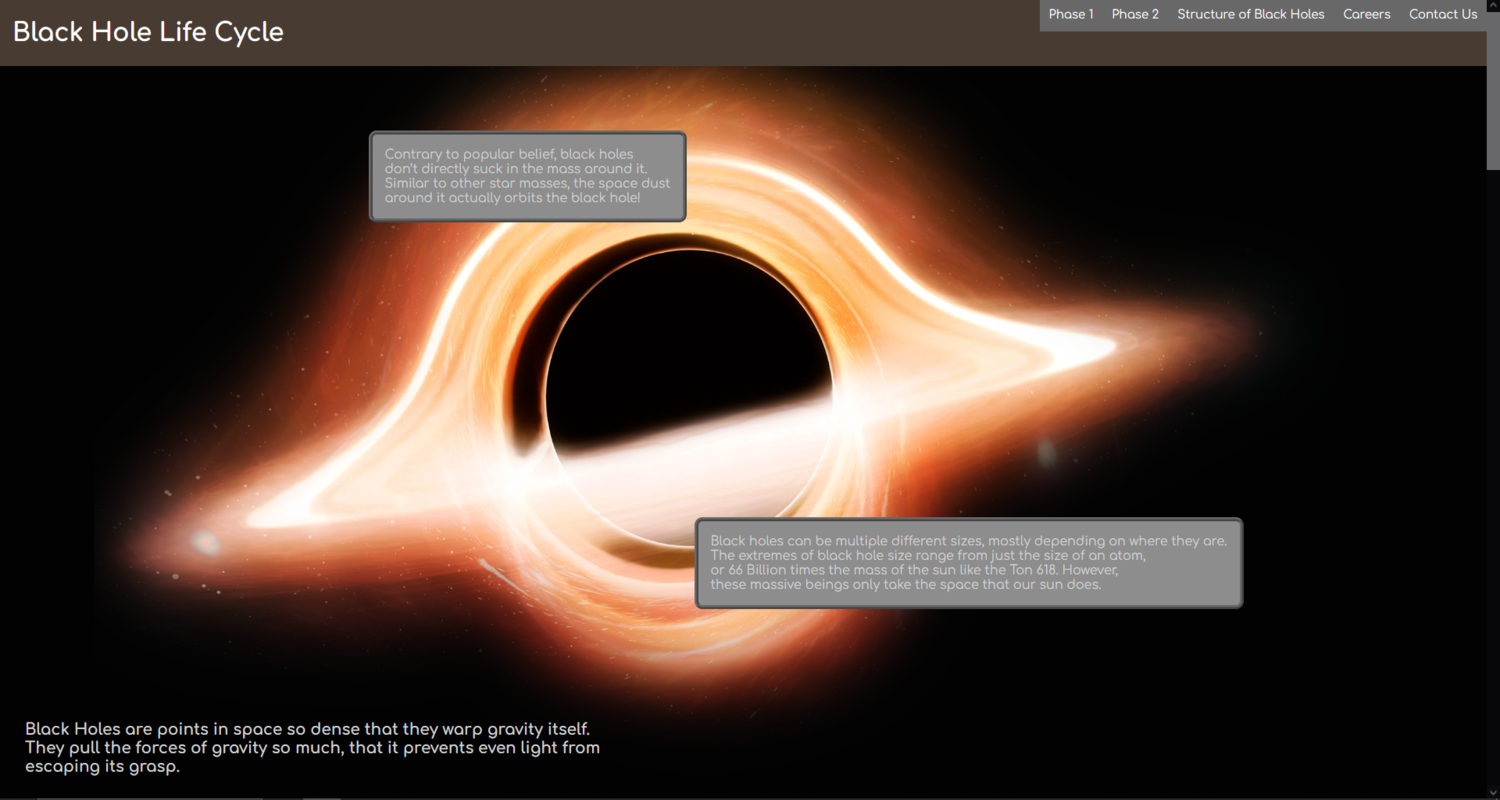 Black Hole Life Cycle
Phase 1 Phase 2 Structure of Black Holes Careers Contact Us
Contrary to popular belief, black holes
don't directly suck in the mass around it.
Similar to other star masses, the space dust
around it actually orbits the black hole!
Black holes can be multiple different sizes, mostly depending on where they are.
The extremes of black hole size range from just the size of an atom,
or 66 Billion times the mass of the sun like the Ton 618. However,
these massive beings only take the space that our sun does.
Black Holes are points in space so dense that they warp gravity itself.
They pull the forces of gravity so much, that it prevents even light from
escaping its grasp.